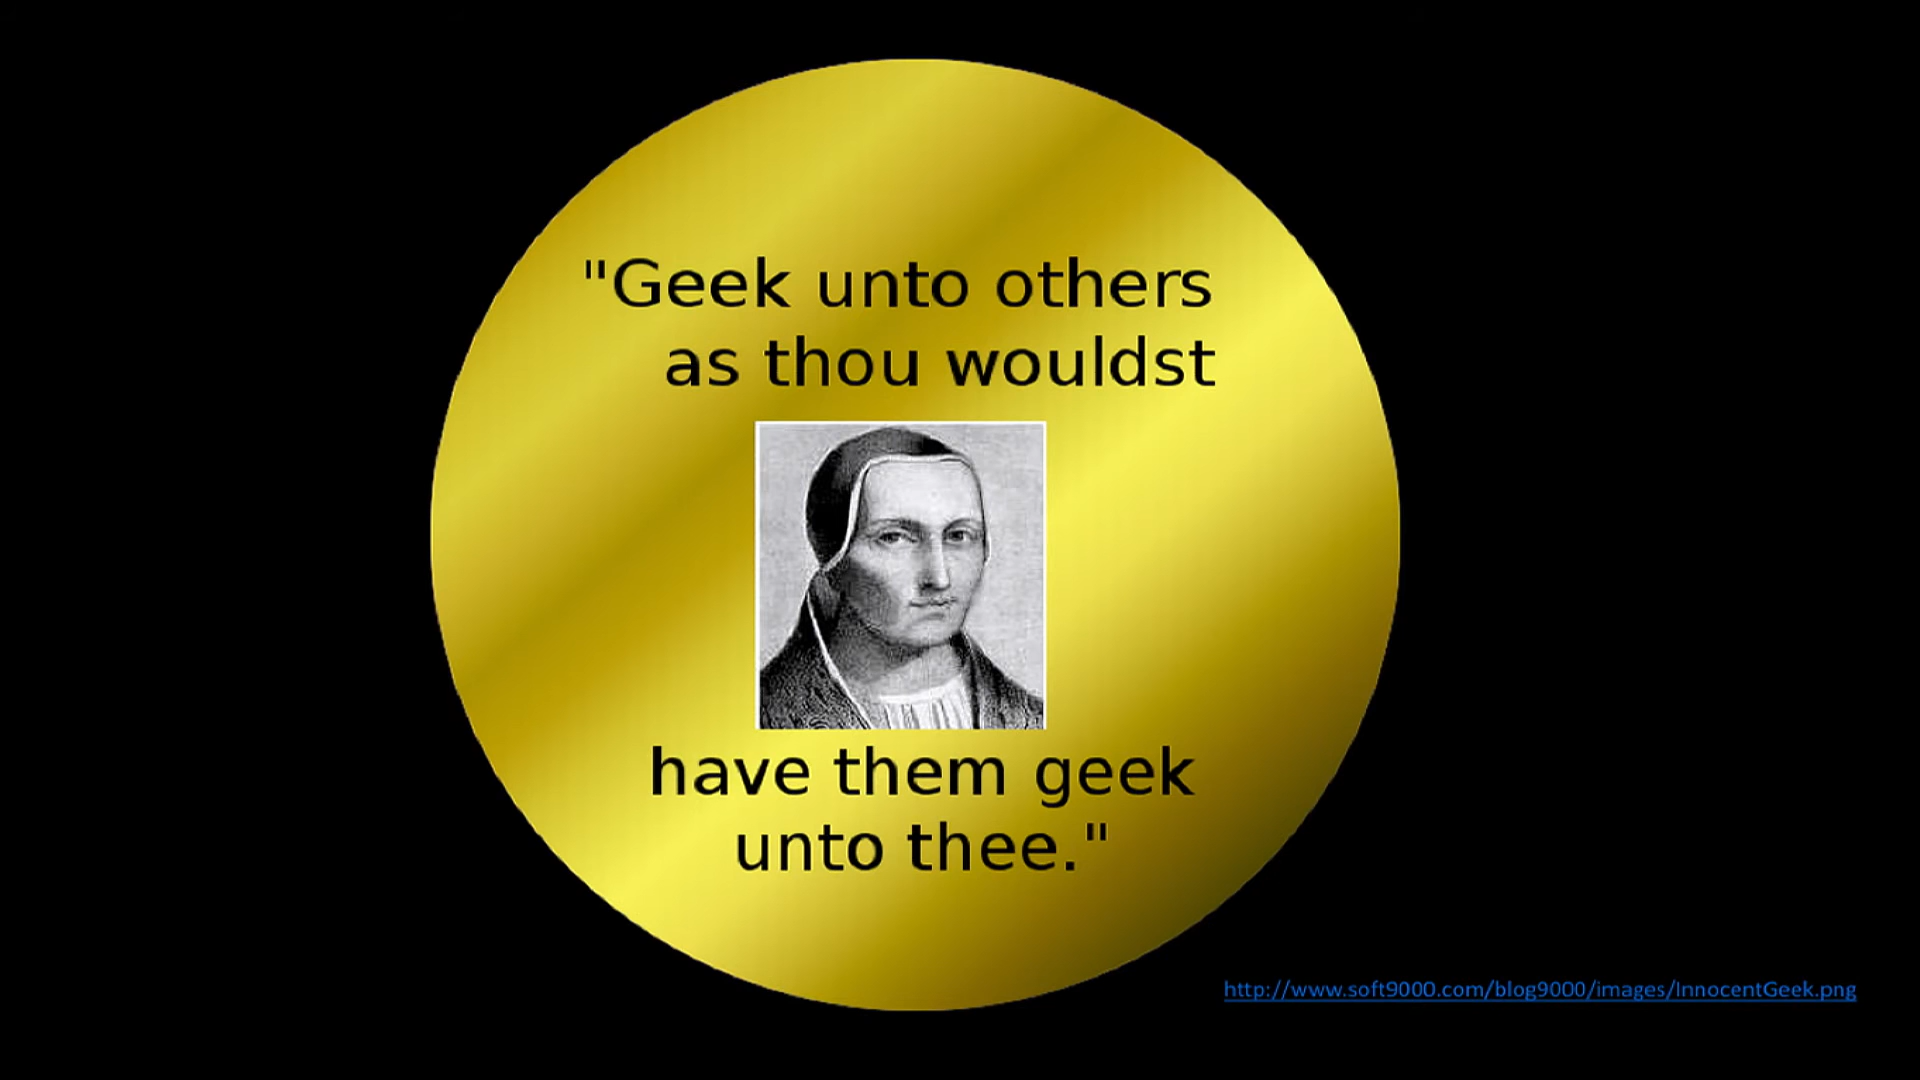 "Geek unto others
as thou wouldst
have them geek
unto thee."
http://www.soft9000.com/blog9000/images/InnocentGeek.png